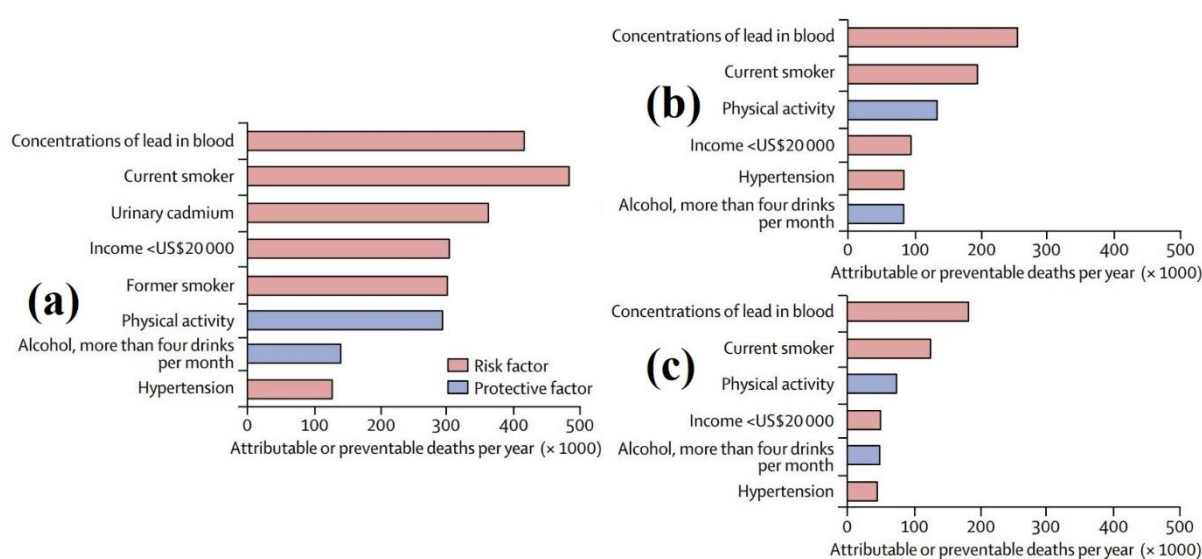 (a)
Concentrations of lead in blood
Current smoker
Urinary cadmium
Income <US$20 000
Former smoker
Physical activity
Alcohol, more than four drinks
per month
Hypertension
Risk factor
Protective factor
0 100 200 300 400 500
Attributable or preventable deaths per year (× 1000)
(b)
Concentrations of lead in blood
Current smoker
Physical activity
Income <US$20 000
Hypertension
Alcohol, more than four drinks
per month
0 100 200 300 400 500
Attributable or preventable deaths per year (× 1000)
(c)
Concentrations of lead in blood
Current smoker
Physical activity
Income <US$20 000
Alcohol, more than four drinks
per month
Hypertension
0 100 200 300 400 500
Attributable or preventable deaths per year (× 1000)